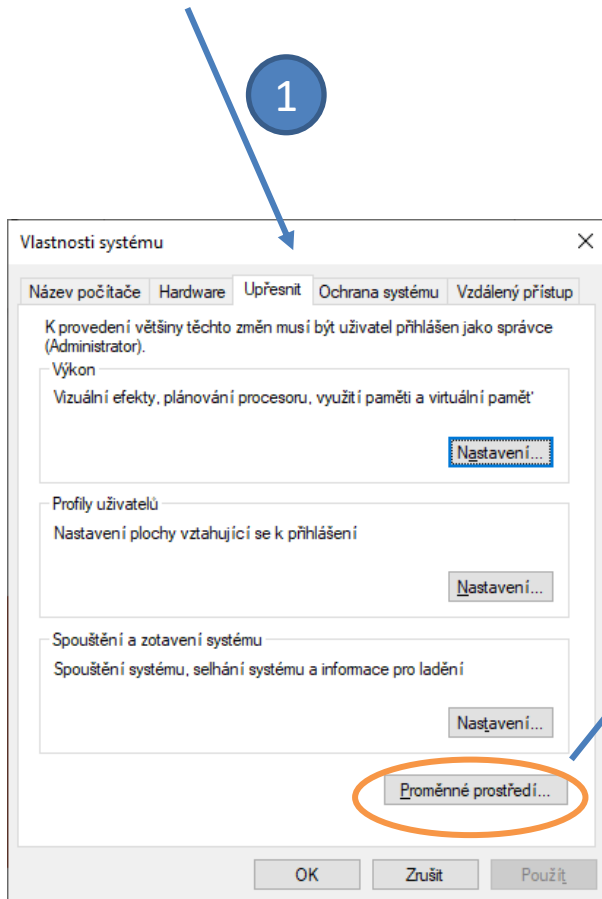 1
Vlastnosti systému
Název počítače Hardware Upřesnit Ochrana systému Vzdálený přístup
K provedení většiny těchto změn musí být uživatel přihlášen jako správce
(Administrator).
Výkon
Vizuální efekty, plánování procesoru, využití paměti a virtuální paměť
Nastavení...
Profily uživatelů
Nastavení plochy vztahující se k přihlášení
Nastavení...
Spouštění a zotavení systému
Spouštění systému, selhání systému a informace pro ladění
Nastavení...
Proměnné prostředí...
OK Zrušit Použít